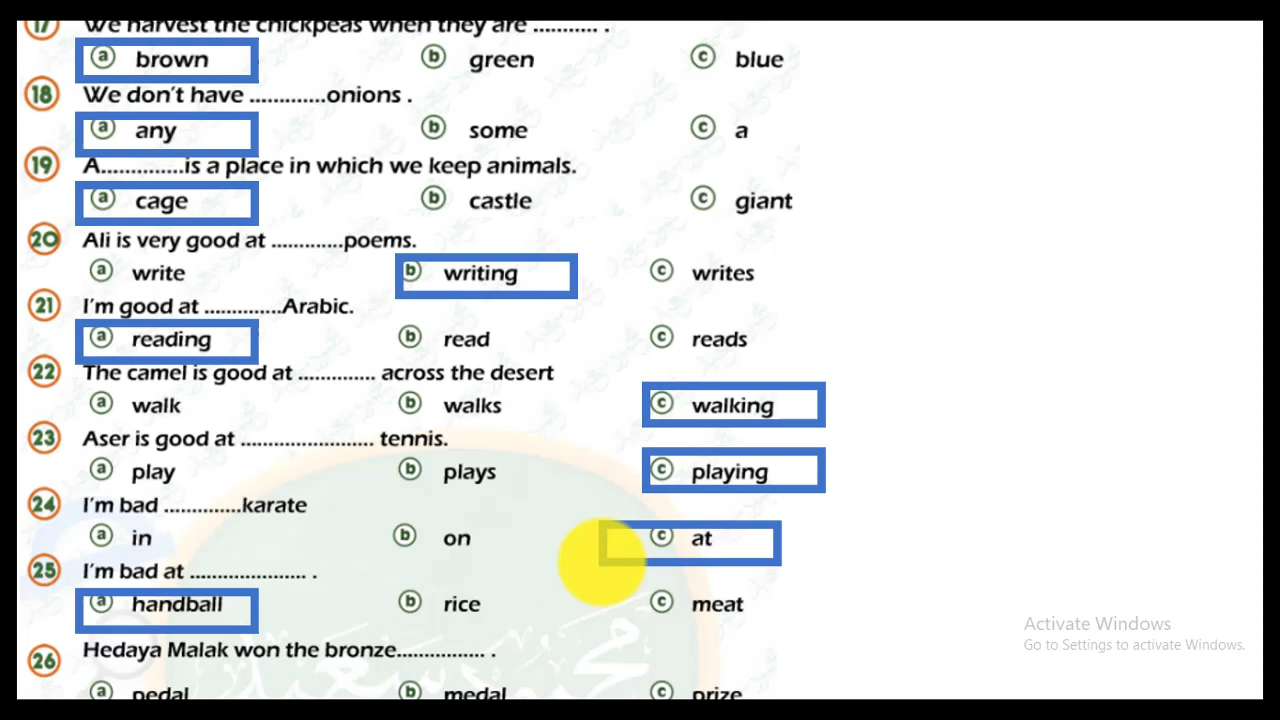 17 We harvest the chickpeas when they are ........... .
a brown b green c blue
18 We don't have .............onions .
a any b some c a
19 A..............is a place in which we keep animals.
a cage b castle c giant
20 Ali is very good at ............poems.
a write b writing c writes
21 I'm good at ..............Arabic.
a reading b read c reads
22 The camel is good at ............. across the desert
a walk b walks c walking
23 Aser is good at ........................ tennis.
a play b plays c playing
24 I'm bad ..............karate
a in b on c at
25 I'm bad at ..................... .
a handball b rice c meat
26 Hedaya Malak won the bronze................ .
a pedal b medal c prize
Activate Windows
Go to Settings to activate Windows.